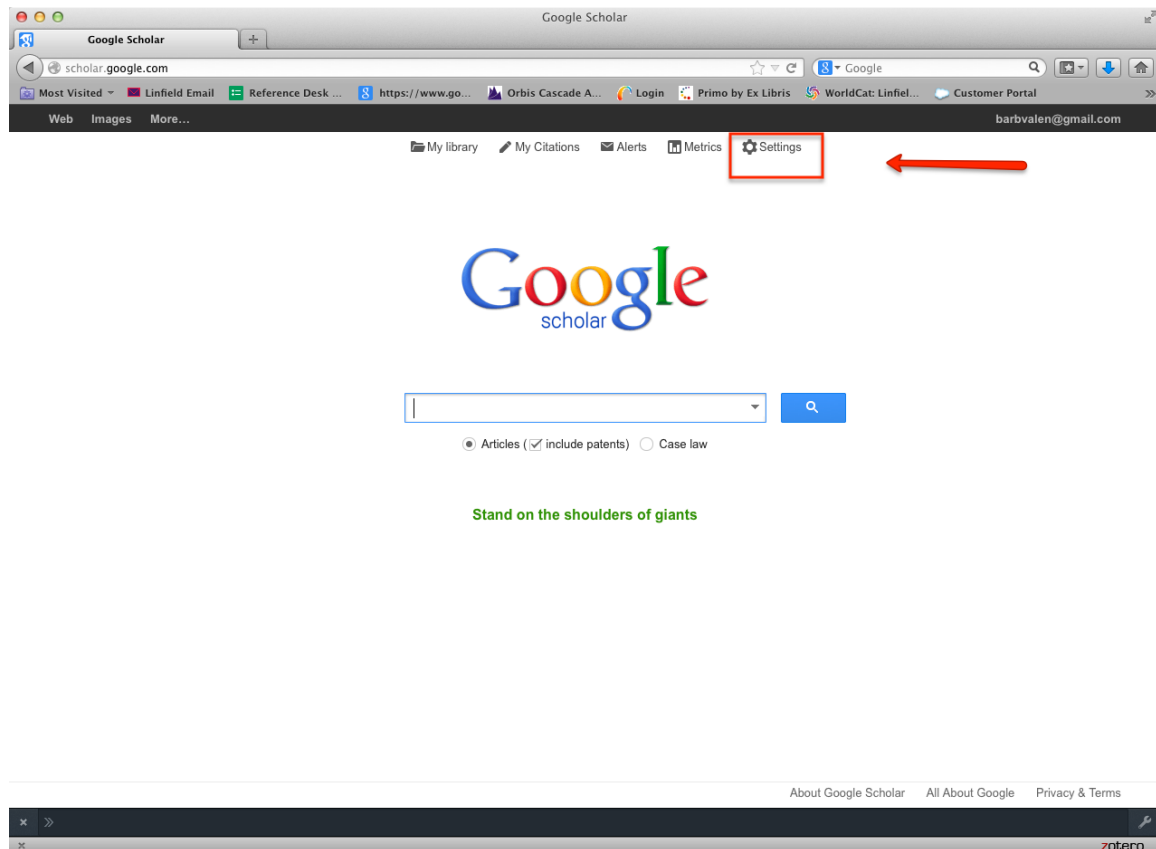 Google Scholar
Google Scholar
scholar.google.com
Google
Most Visited
Linfield Email
Reference Desk ...
https://www.go...
Orbis Cascade A...
Login
Primo by Ex Libris
WorldCat: Linfiel...
Customer Portal
Web Images More...
barbvalen@gmail.com
My library My Citations Alerts Metrics Settings
Google
scholar
Articles ( include patents) Case law
Stand on the shoulders of giants
About Google Scholar All About Google Privacy & Terms
zotero